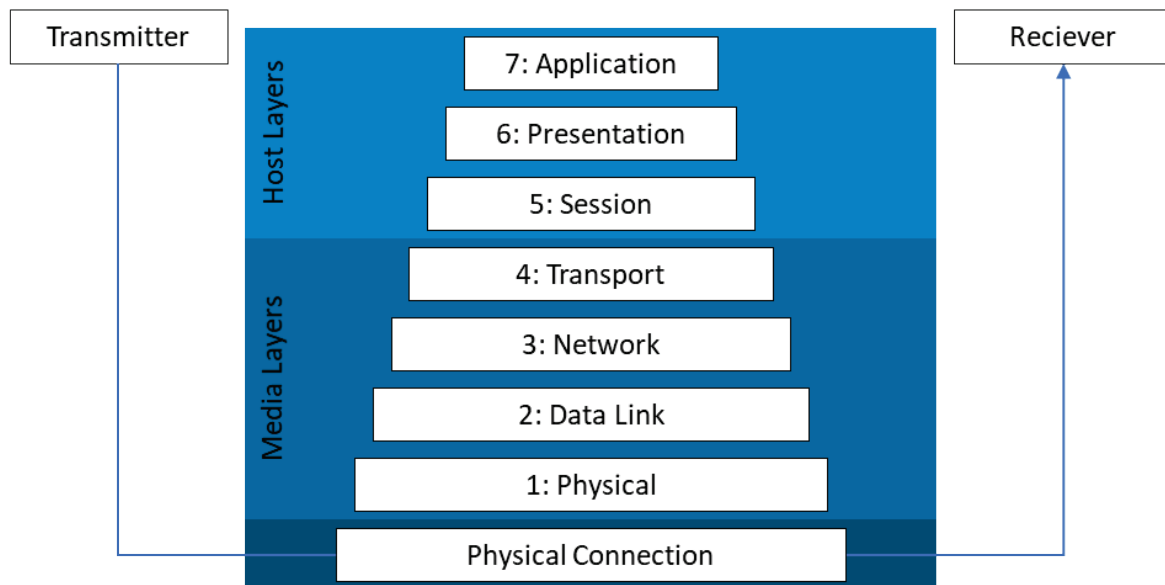 Transmitter
Reciever
Host Layers
7: Application
6: Presentation
5: Session
Media Layers
4: Transport
3: Network
2: Data Link
1: Physical
Physical Connection